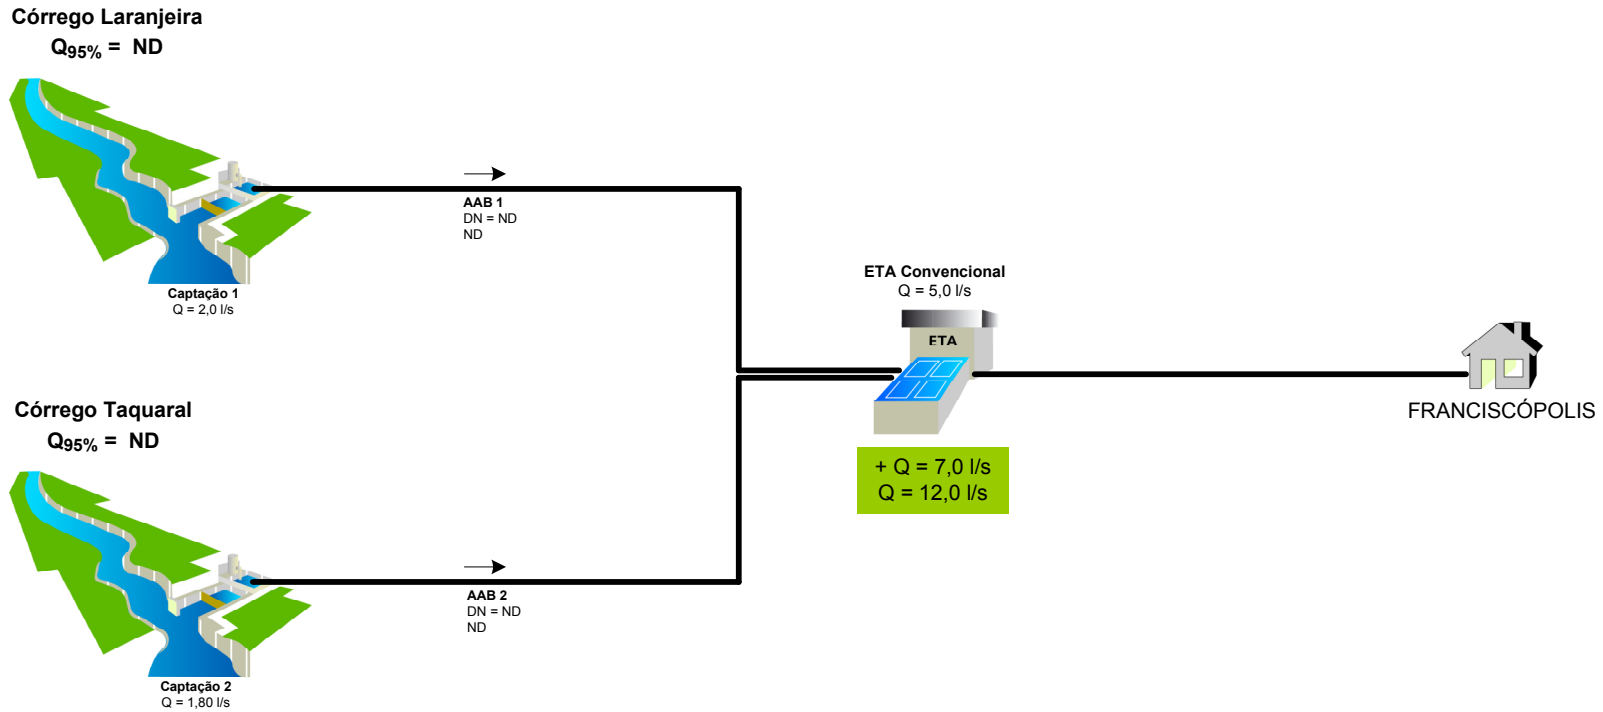 Córrego Laranjeira
Q95% = ND
AAB 1
DN = ND
ND
Captação 1
Q = 2,0 l/s
ETA Convencional
Q = 5,0 l/s
ETA
FRANCISCÓPOLIS
Córrego Taquaral
Q95% = ND
+ Q = 7,0 l/s
Q = 12,0 l/s
AAB 2
DN = ND
ND
Captação 2
Q = 1,80 l/s